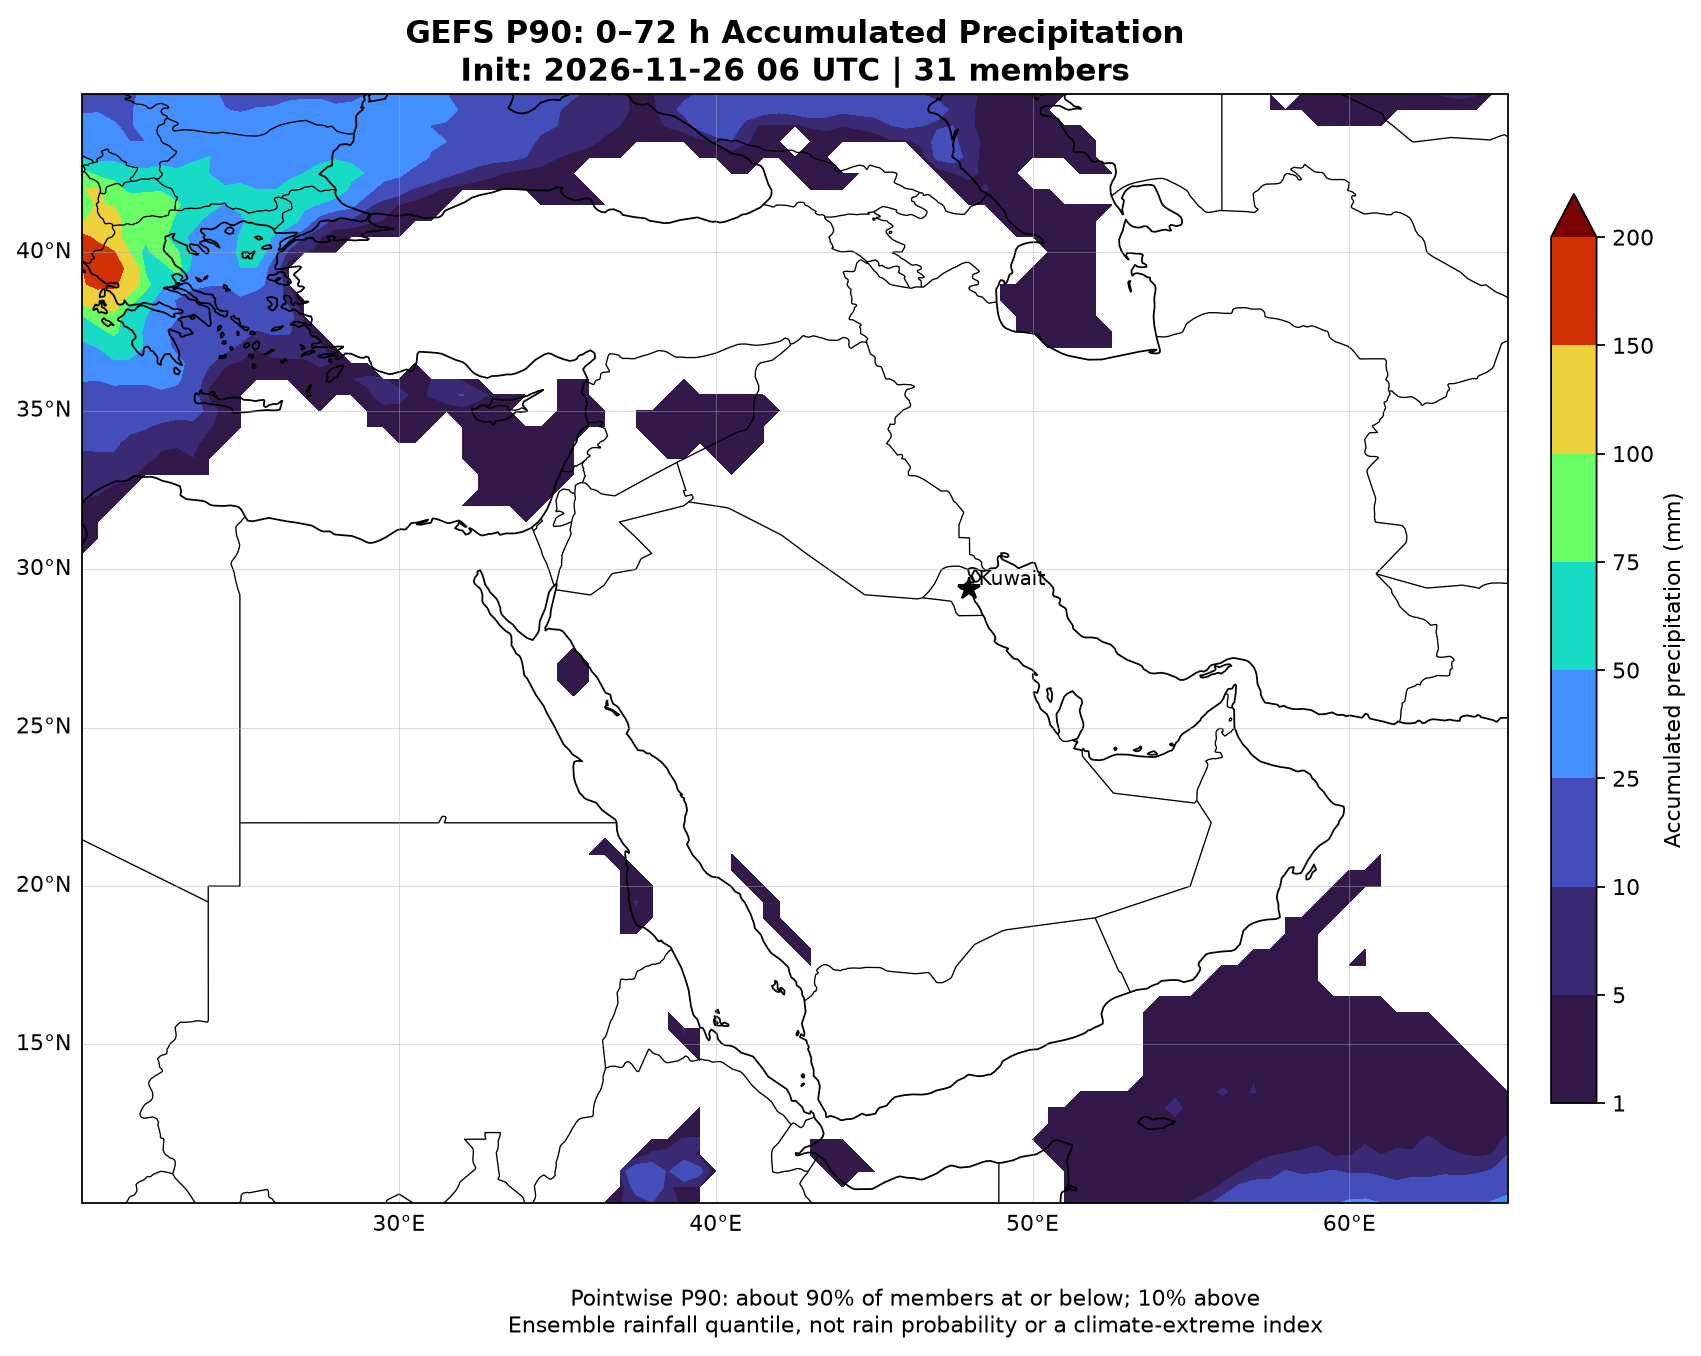 GEFS P90: 0–72 h Accumulated Precipitation
Init: 2026-11-26 06 UTC | 31 members
40°N
35°N
30°N
25°N
20°N
15°N
Kuwait
30°E
40°E
50°E
60°E
200
150
100
75
50
25
10
5
1
Accumulated precipitation (mm)
Pointwise P90: about 90% of members at or below; 10% above
Ensemble rainfall quantile, not rain probability or a climate-extreme index